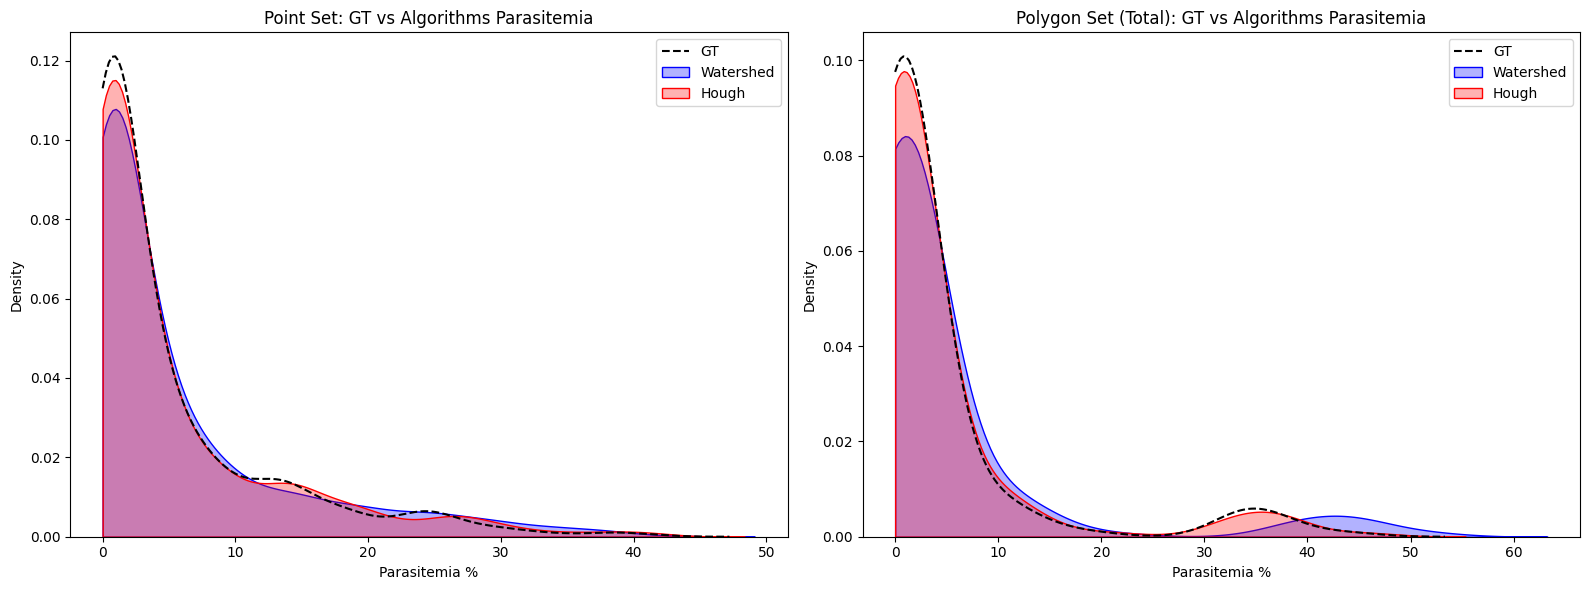 Point Set: GT vs Algorithms Parasitemia
GT
Watershed
Hough
0.12
0.10
0.08
0.06
0.04
0.02
0.00
Density
0 10 20 30 40 50
Parasitemia %
Polygon Set (Total): GT vs Algorithms Parasitemia
GT
Watershed
Hough
0.10
0.08
0.06
0.04
0.02
0.00
Density
0 10 20 30 40 50 60
Parasitemia %